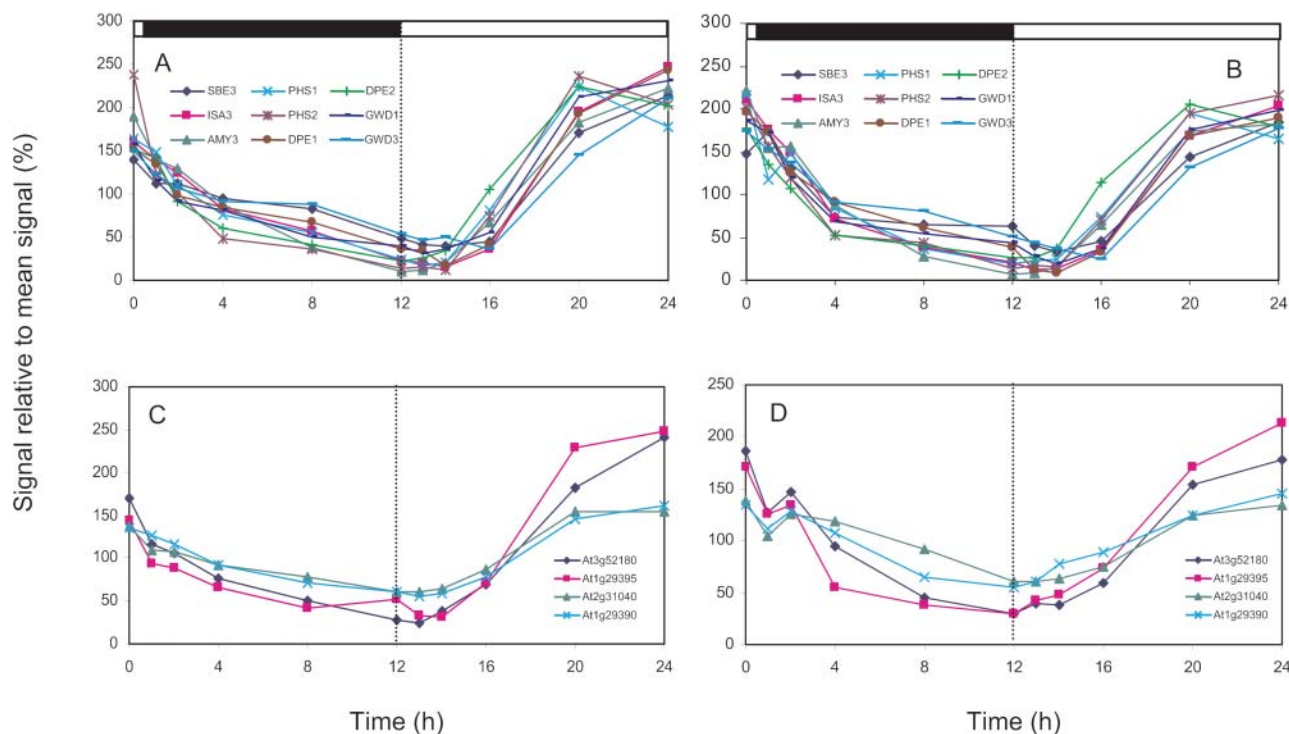 Signal relative to mean signal (%)
A
300
250
200
150
100
50
0
SBE3 PHS1 DPE2
ISA3 PHS2 GWD1
AMY3 DPE1 GWD3
0 4 8 12 16 20 24
B
300
250
200
150
100
50
0
SBE3 PHS1 DPE2
ISA3 PHS2 GWD1
AMY3 DPE1 GWD3
0 4 8 12 16 20 24
C
300
250
200
150
100
50
0
At3g52180
At1g29395
At2g31040
At1g29390
0 4 8 12 16 20 24
Time (h)
D
250
200
150
100
50
0
At3g52180
At1g29395
At2g31040
At1g29390
0 4 8 12 16 20 24
Time (h)